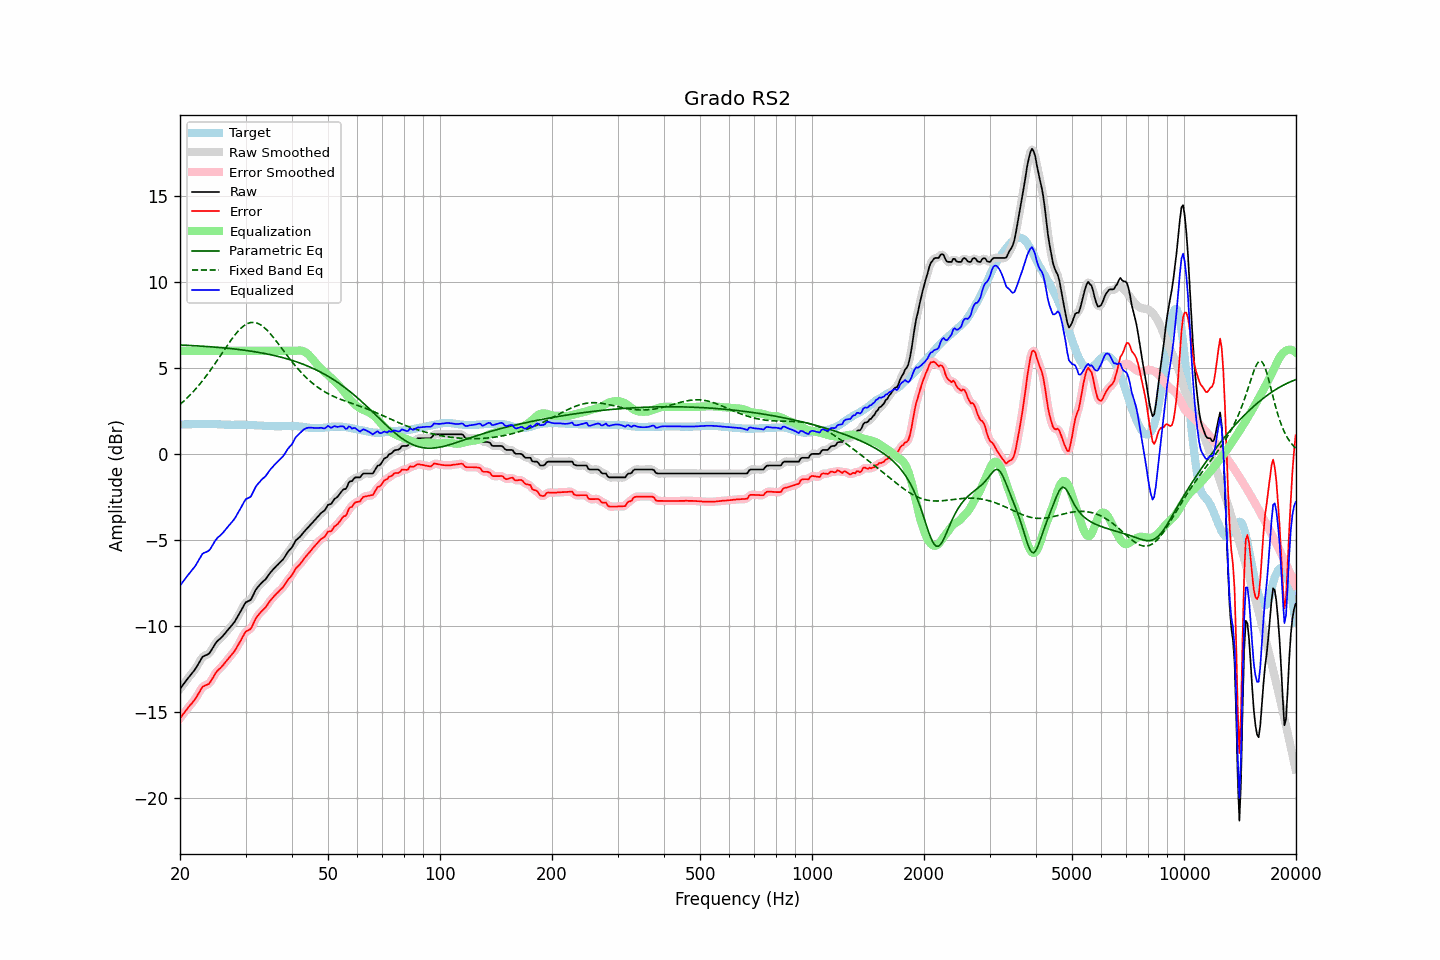 Grado RS2
Target
Raw Smoothed
Error Smoothed
Raw
Error
Equalization
Parametric Eq
Fixed Band Eq
Equalized
Amplitude (dBr)
15
10
5
0
−5
−10
−15
−20
20 50 100 200 500 1000 2000 5000 10000 20000
Frequency (Hz)